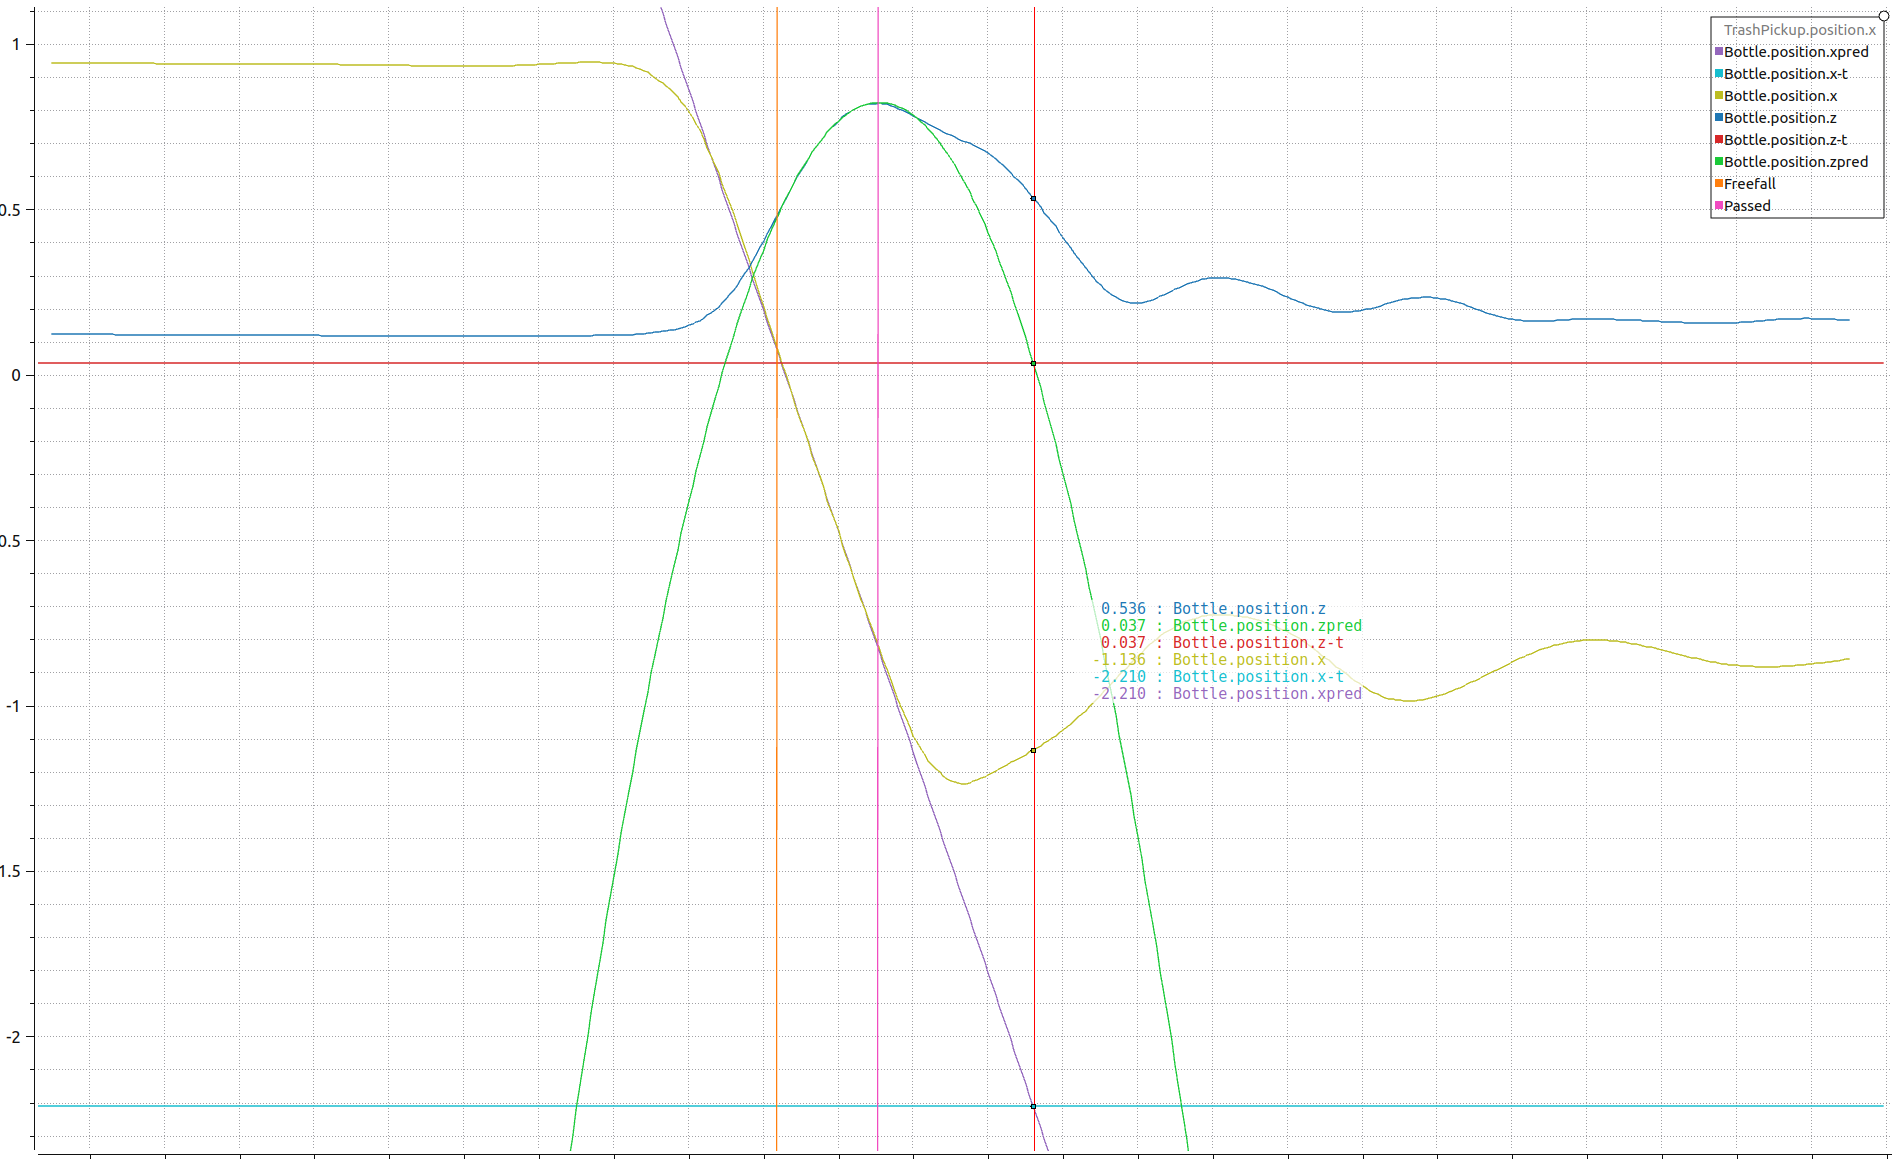 1
0.5
0
0.5
-1
1.5
-2
TrashPickup.position.x
Bottle.position.xpred
Bottle.position.x-t
Bottle.position.x
Bottle.position.z
Bottle.position.z-t
Bottle.position.zpred
Freefall
Passed
0.536 : Bottle.position.z
0.037 : Bottle.position.zpred
0.037 : Bottle.position.z-t
-1.136 : Bottle.position.x
-2.210 : Bottle.position.x-t
-2.210 : Bottle.position.xpred